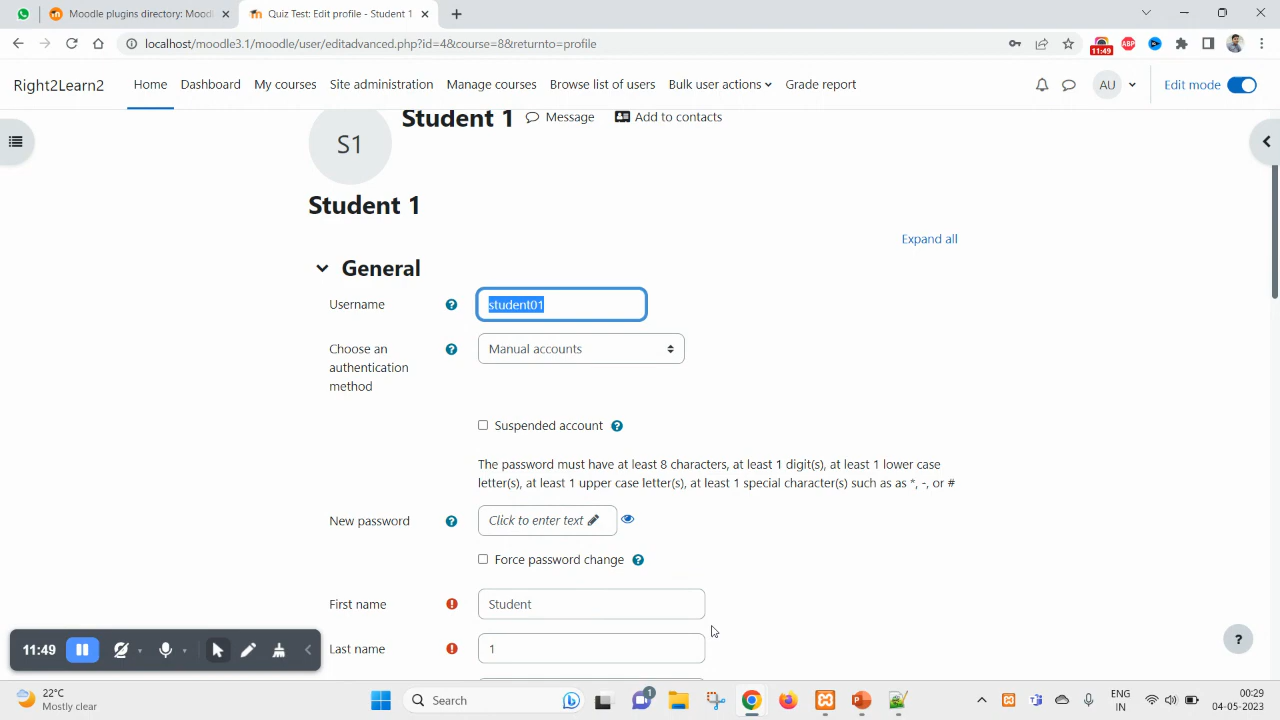 Moodle plugins directory: Moodl
Quiz Test: Edit profile - Student 1
localhost/moodle3.1/moodle/user/editadvanced.php?id=4&course=8&returnto=profile
11:49
ABP
Right2Learn2
Home
Dashboard
My courses
Site administration
Manage courses
Browse list of users
Bulk user actions
Grade report
AU
Edit mode
S1
Student 1
Message
Add to contacts
Student 1
Expand all
General
Username
student01
Choose an
authentication
method
Manual accounts
Suspended account
The password must have at least 8 characters, at least 1 digit(s), at least 1 lower case
letter(s), at least 1 upper case letter(s), at least 1 special character(s) such as as *, -, or #
New password
Click to enter text
Force password change
First name
Student
Last name
1
11:49
?
22°C
Mostly clear
Search
1
ENG
IN
00:29
04-05-2023